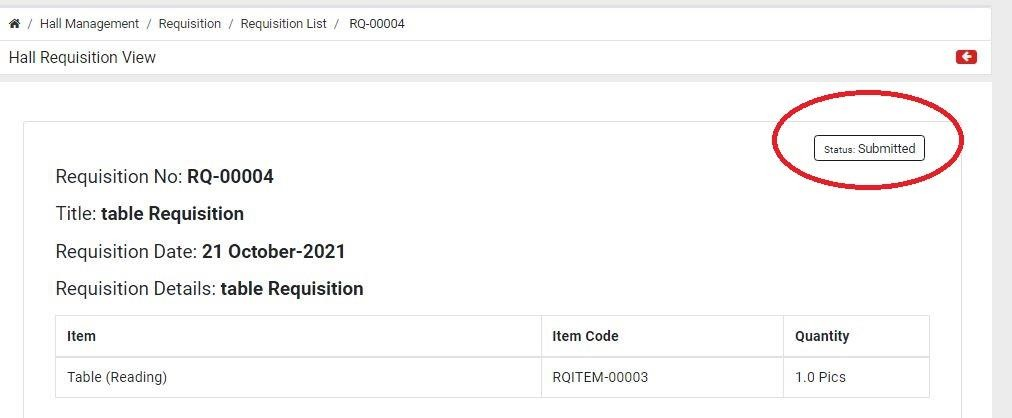 / Hall Management / Requisition / Requisition List / RQ-00004
Hall Requisition View
Status: Submitted
Requisition No: RQ-00004
Title: table Requisition
Requisition Date: 21 October-2021
Requisition Details: table Requisition
Item Item Code Quantity
Table (Reading) RQITEM-00003 1.0 Pics